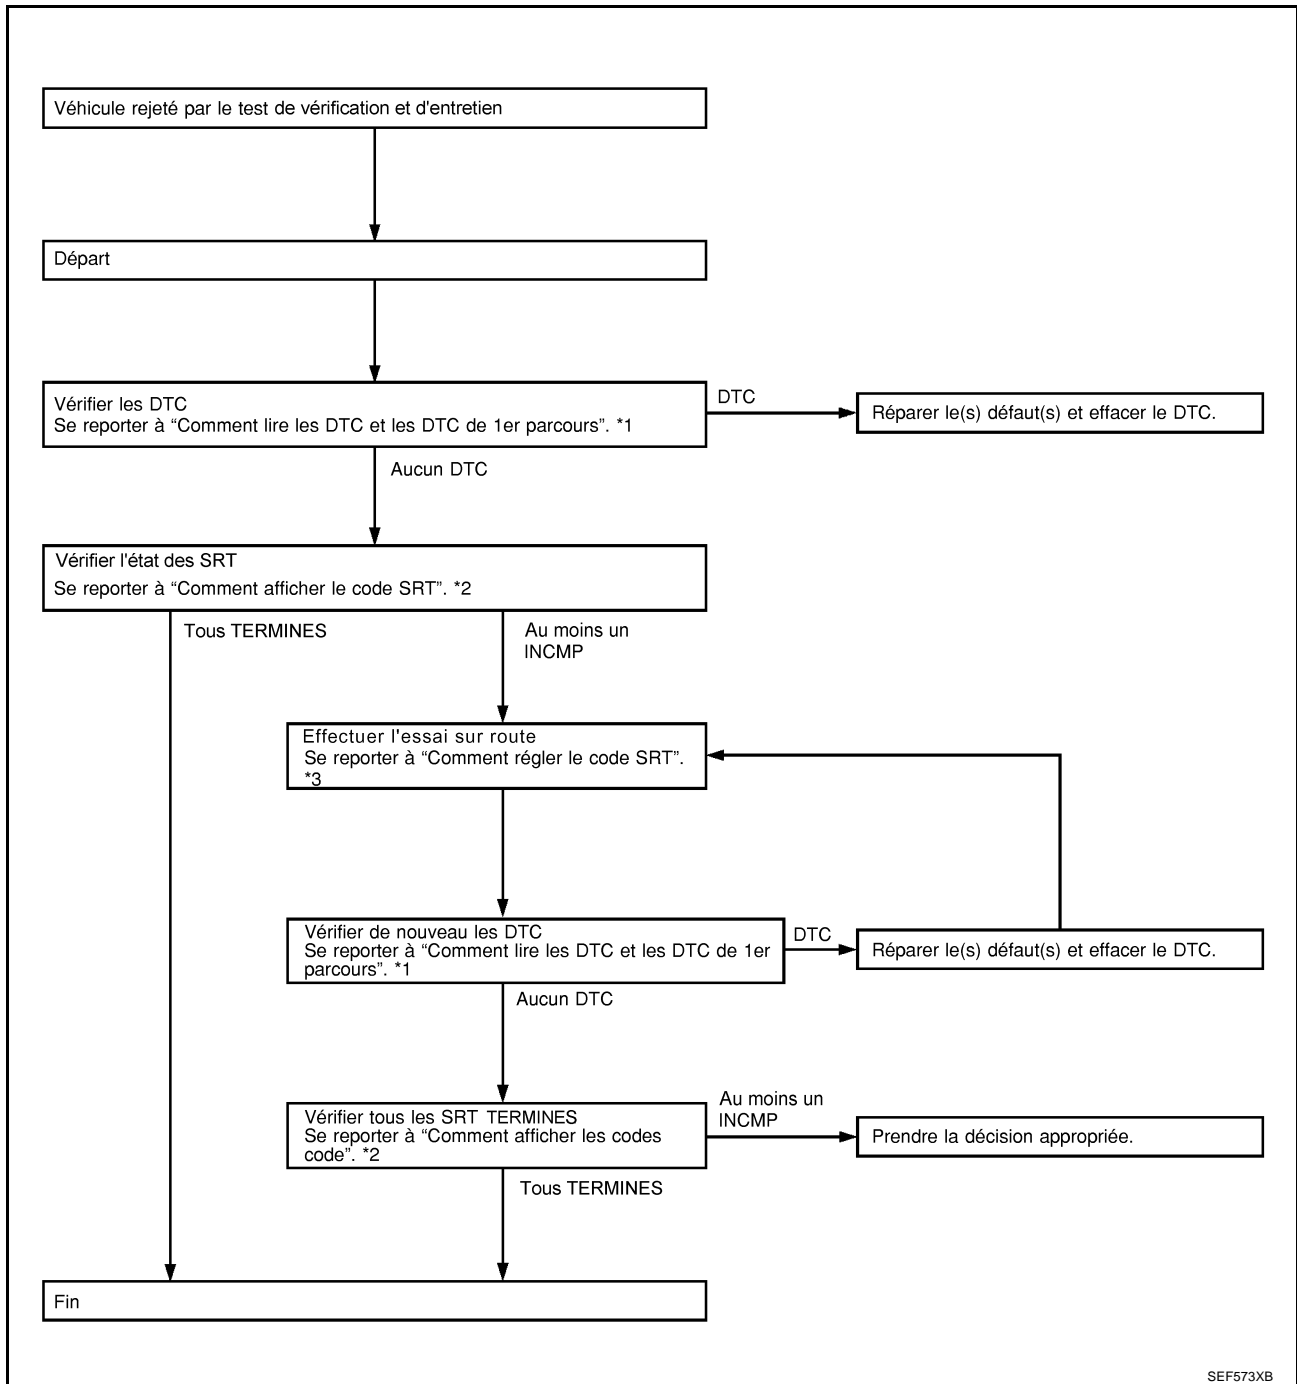 Véhicule rejeté par le test de vérification et d'entretien
Départ
Vérifier les DTC
Se reporter à “Comment lire les DTC et les DTC de 1er parcours”. *1
DTC
Réparer le(s) défaut(s) et effacer le DTC.
Aucun DTC
Vérifier l'état des SRT
Se reporter à “Comment afficher le code SRT”. *2
Tous TERMINES
Au moins un
INCMP
Effectuer l'essai sur route
Se reporter à “Comment régler le code SRT”.
*3
Vérifier de nouveau les DTC
Se reporter à “Comment lire les DTC et les DTC de 1er
parcours”. *1
DTC
Réparer le(s) défaut(s) et effacer le DTC.
Aucun DTC
Vérifier tous les SRT TERMINES
Se reporter à “Comment afficher les codes
code”. *2
Au moins un
INCMP
Prendre la décision appropriée.
Tous TERMINES
Fin
SEF573XB